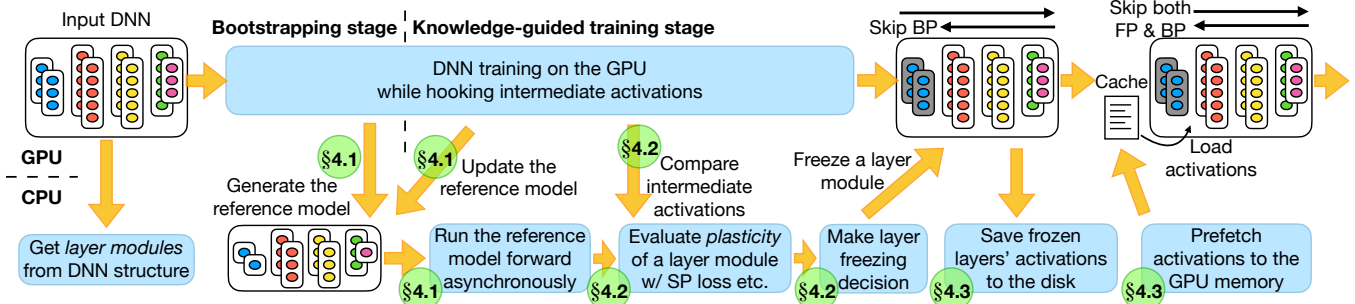 Input DNN
Bootstrapping stage
Knowledge-guided training stage
DNN training on the GPU
while hooking intermediate activations
Skip BP
Skip both
FP & BP
Cache
Load
activations
GPU
CPU
§4.1
§4.1
Update the
reference model
§4.2
Compare
intermediate
activations
Freeze a layer
module
Generate the
reference model
Get layer modules
from DNN structure
Run the reference
model forward
asynchronously
§4.1
Evaluate plasticity
of a layer module
w/ SP loss etc.
§4.2
Make layer
freezing
decision
§4.2
Save frozen
layers' activations
to the disk
§4.3
Prefetch
activations to the
GPU memory
§4.3